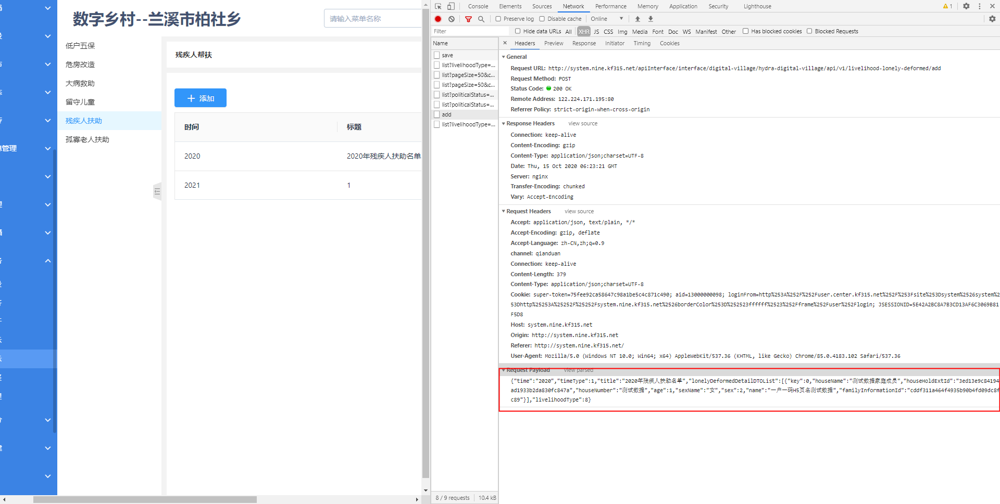 数字乡村--兰溪市柏社乡
请输入菜单名称
低户五保
危房改造
大病救助
留守儿童
残疾人扶助
孤寡老人扶助
息管理
残疾人帮扶
添加
时间 标题
2020 2020年残疾人扶助名单
2021 1
Console Elements Sources Network Performance Memory Application Security Lighthouse 1
Preserve log Disable cache Online
Filter Hide data URLs All XHR JS CSS Img Media Font Doc WS Manifest Other Has blocked cookies Blocked Requests
Name
save
list?livelihoodType=...
list?pageSize=50&c...
list?pageSize=50&c...
list?politicalStatus=...
list?politicalStatus=...
add
list?livelihoodType=...
8 / 9 requests 10.4 kB
Headers Preview Response Initiator Timing Cookies
General
Request URL: http://system.nine.kf315.net/apiInterface/interface/digital-village/hydra-digital-village/api/v1/livelihood-lonely-deformed/add
Request Method: POST
Status Code: 200 OK
Remote Address: 122.224.171.195:80
Referrer Policy: strict-origin-when-cross-origin
Response Headers view source
Connection: keep-alive
Content-Encoding: gzip
Content-Type: application/json;charset=UTF-8
Date: Thu, 15 Oct 2020 06:23:21 GMT
Server: nginx
Transfer-Encoding: chunked
Vary: Accept-Encoding
Request Headers view source
Accept: application/json, text/plain, */*
Accept-Encoding: gzip, deflate
Accept-Language: zh-CN,zh;q=0.9
channel: qianduan
Connection: keep-alive
Content-Length: 379
Content-Type: application/json;charset=UTF-8
Cookie: super-token=75fee92ca58647c98a1be5c4c871c490; aid=13000000098; loginFrom=http%253A%252F%252Fuser.center.kf315.net%252F%253Fsite%253Dsystem%2526system%2
53Dhttp%25253A%25252F%25252Fsystem.nine.kf315.net%2526borderColor%253D%252523ffffff%2523%252Fframe%252Fuser%252Flogin; JSESSIONID=5E42A2BC8A7B3CD13AF6C3069B81
F5D8
Host: system.nine.kf315.net
Origin: http://system.nine.kf315.net
Referer: http://system.nine.kf315.net/
User-Agent: Mozilla/5.0 (Windows NT 10.0; Win64; x64) AppleWebKit/537.36 (KHTML, like Gecko) Chrome/85.0.4183.102 Safari/537.36
Request Payload view parsed
{"time":"2020","timeType":1,"title":"2020年残疾人扶助名单","lonelyDeformedDetailDTOList":[{"key":0,"houseName":"测试数据家庭成员","houseHoldExtId":"3ed13e9c84194
ad1933b2da830fc847a","houseNumber":"测试数据","age":1,"sexName":"女","sex":2,"name":"一户一码H5页名测试数据","familyInformationId":"cddf311a464f4935b90b4fd09dc8f
c89"}],"livelihoodType":8}